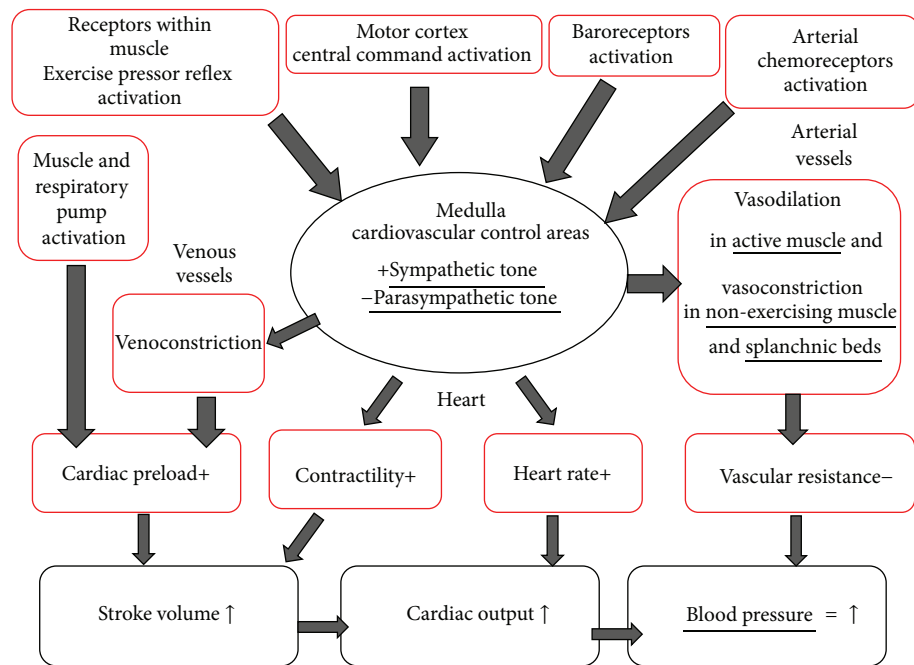 Receptors within
muscle
Exercise pressor reflex
activation
Motor cortex
central command activation
Baroreceptors
activation
Arterial
chemoreceptors
activation
Muscle and
respiratory
pump
activation
Arterial
vessels
Medulla
cardiovascular control areas
+Sympathetic tone
−Parasympathetic tone
Vasodilation
in active muscle and
vasoconstriction
in non-exercising muscle
and splanchnic beds
Venous
vessels
Venoconstriction
Heart
Cardiac preload+
Contractility+
Heart rate+
Vascular resistance−
Stroke volume ↑
Cardiac output ↑
Blood pressure = ↑